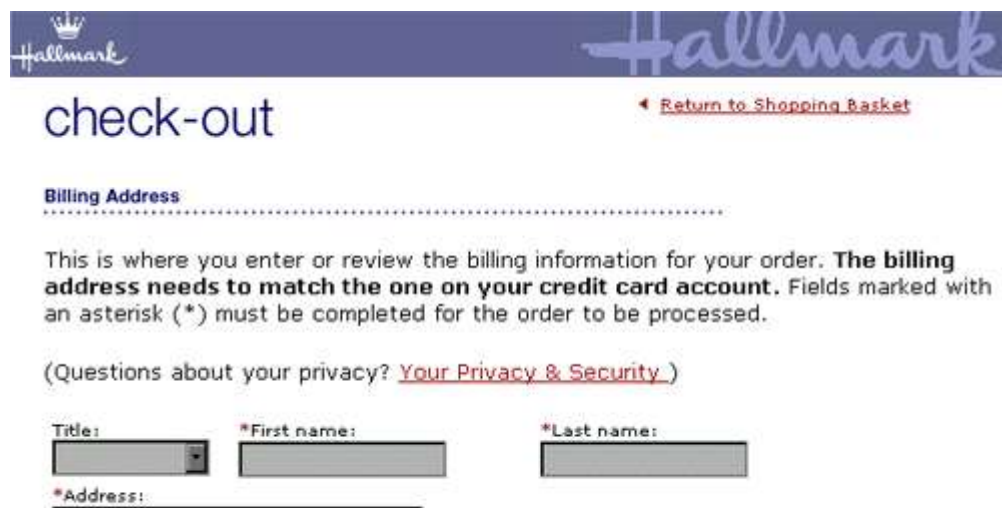 Hallmark
Hallmark
check-out
Return to Shopping Basket
Billing Address
This is where you enter or review the billing information for your order. The billing
address needs to match the one on your credit card account. Fields marked with
an asterisk (*) must be completed for the order to be processed.
(Questions about your privacy? Your Privacy & Security )
Title: *First name: *Last name:
*Address: